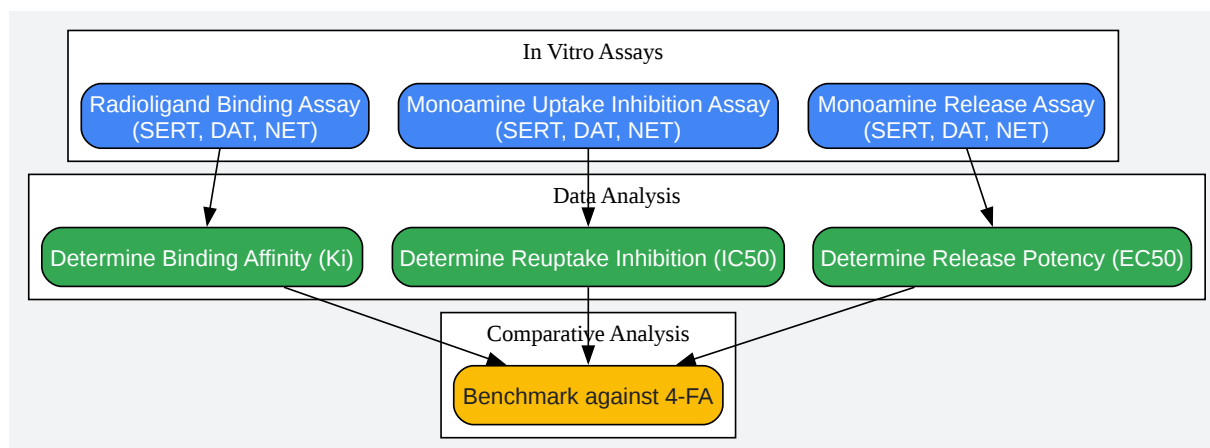 In Vitro Assays
Radioligand Binding Assay
(SERT, DAT, NET)
Monoamine Uptake Inhibition Assay
(SERT, DAT, NET)
Monoamine Release Assay
(SERT, DAT, NET)
Data Analysis
Determine Binding Affinity (Ki)
Determine Reuptake Inhibition (IC50)
Determine Release Potency (EC50)
Comparative Analysis
Benchmark against 4-FA